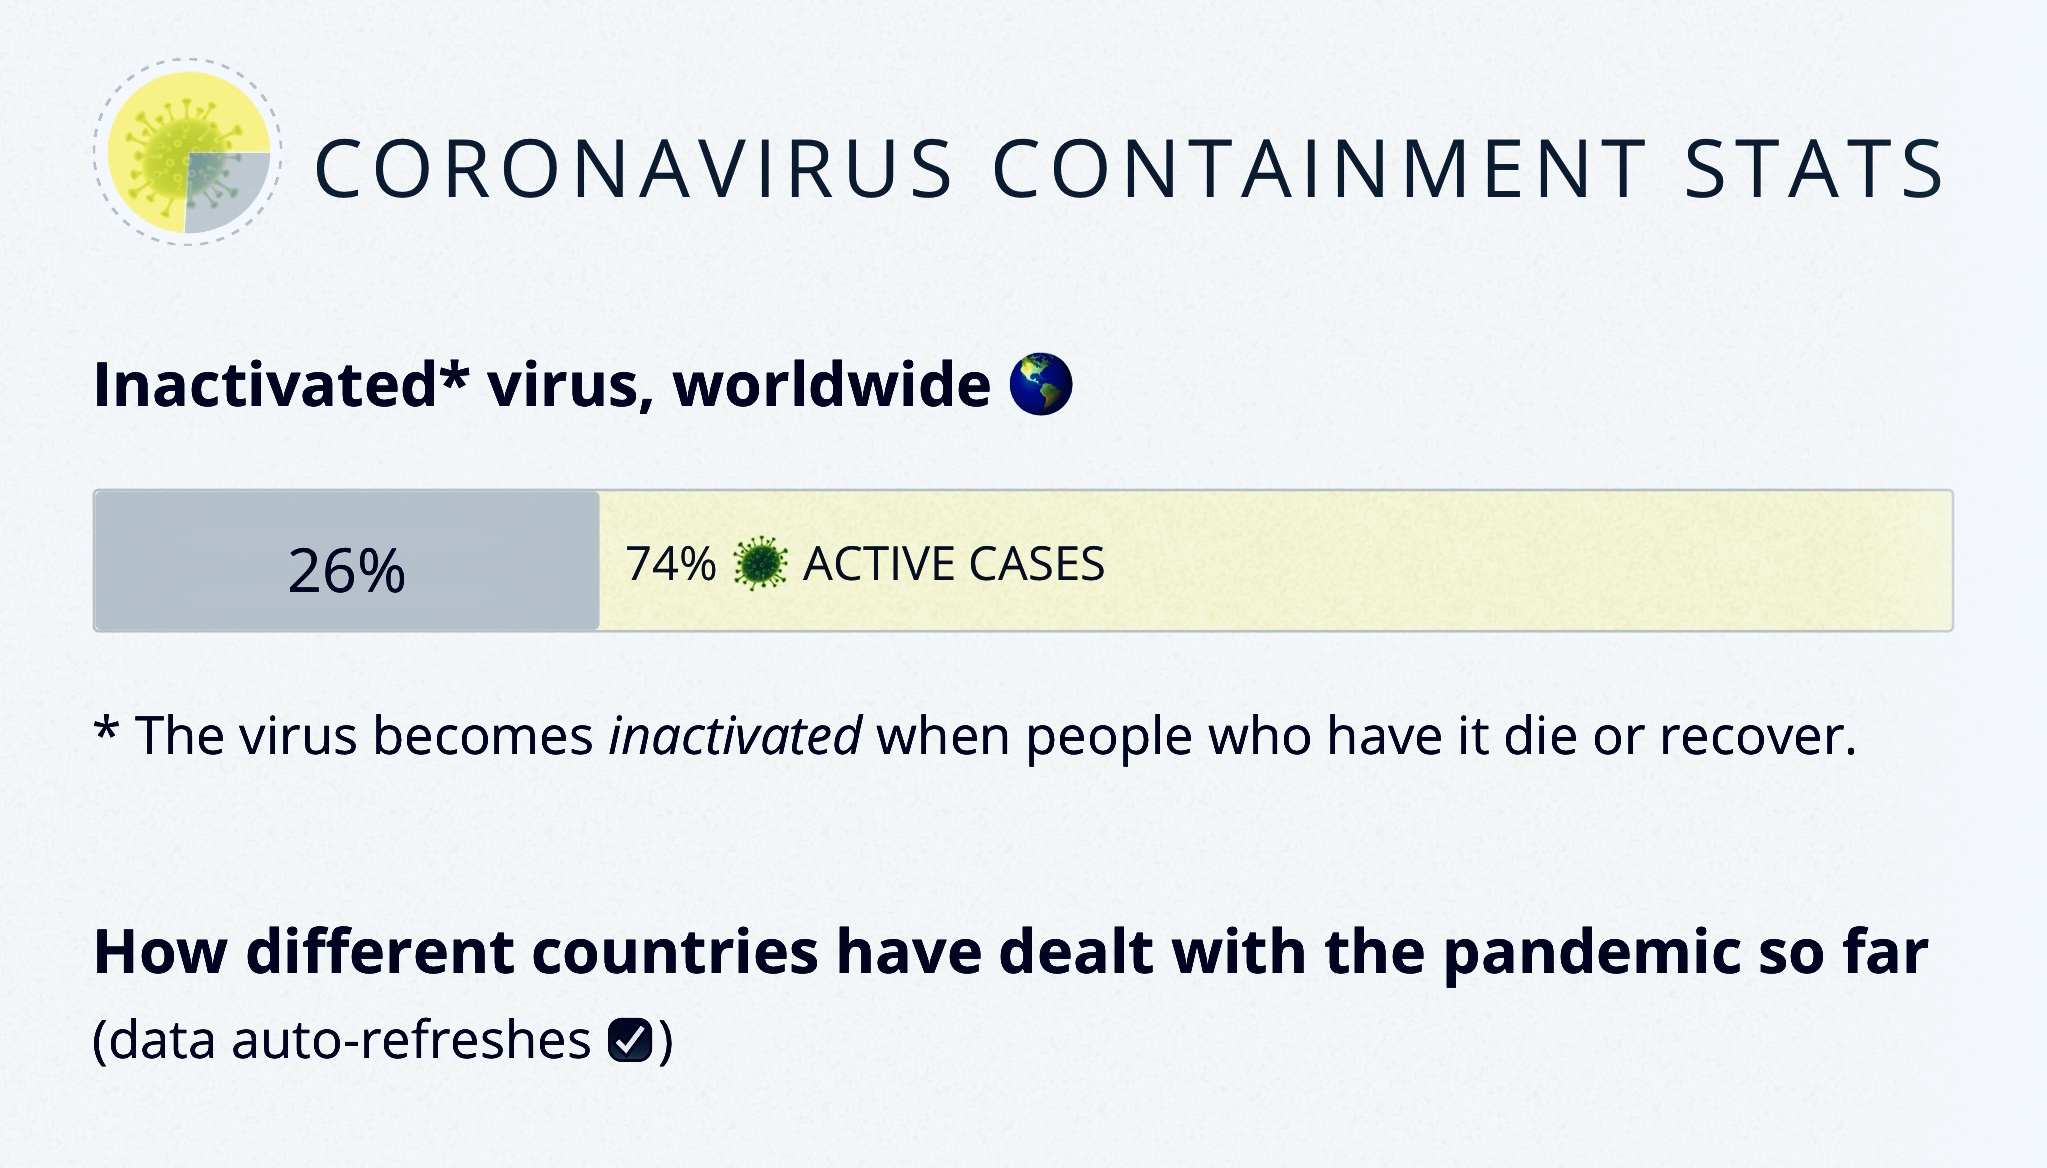 CORONAVIRUS CONTAINMENT STATS
Inactivated* virus, worldwide 🌎
26%
74% 🦠 ACTIVE CASES
* The virus becomes inactivated when people who have it die or recover.
How different countries have dealt with the pandemic so far
(data auto-refreshes ☑)